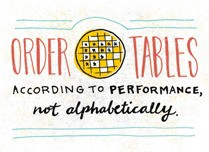 ORDER TABLES
ACCORDING TO PERFORMANCE,
not alphabetically.